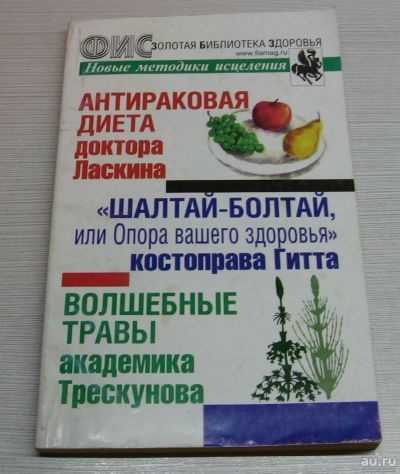 ФИС ЗОЛОТАЯ БИБЛИОТЕКА ЗДОРОВЬЯ
www.fismag.ru
Новые методики исцеления
АНТИРАКОВАЯ
ДИЕТА
доктора
Ласкина
«ШАЛТАЙ-БОЛТАЙ,
или Опора вашего здоровья»
костоправа Гитта
ВОЛШЕБНЫЕ
ТРАВЫ
академика
Трескунова
au.ru